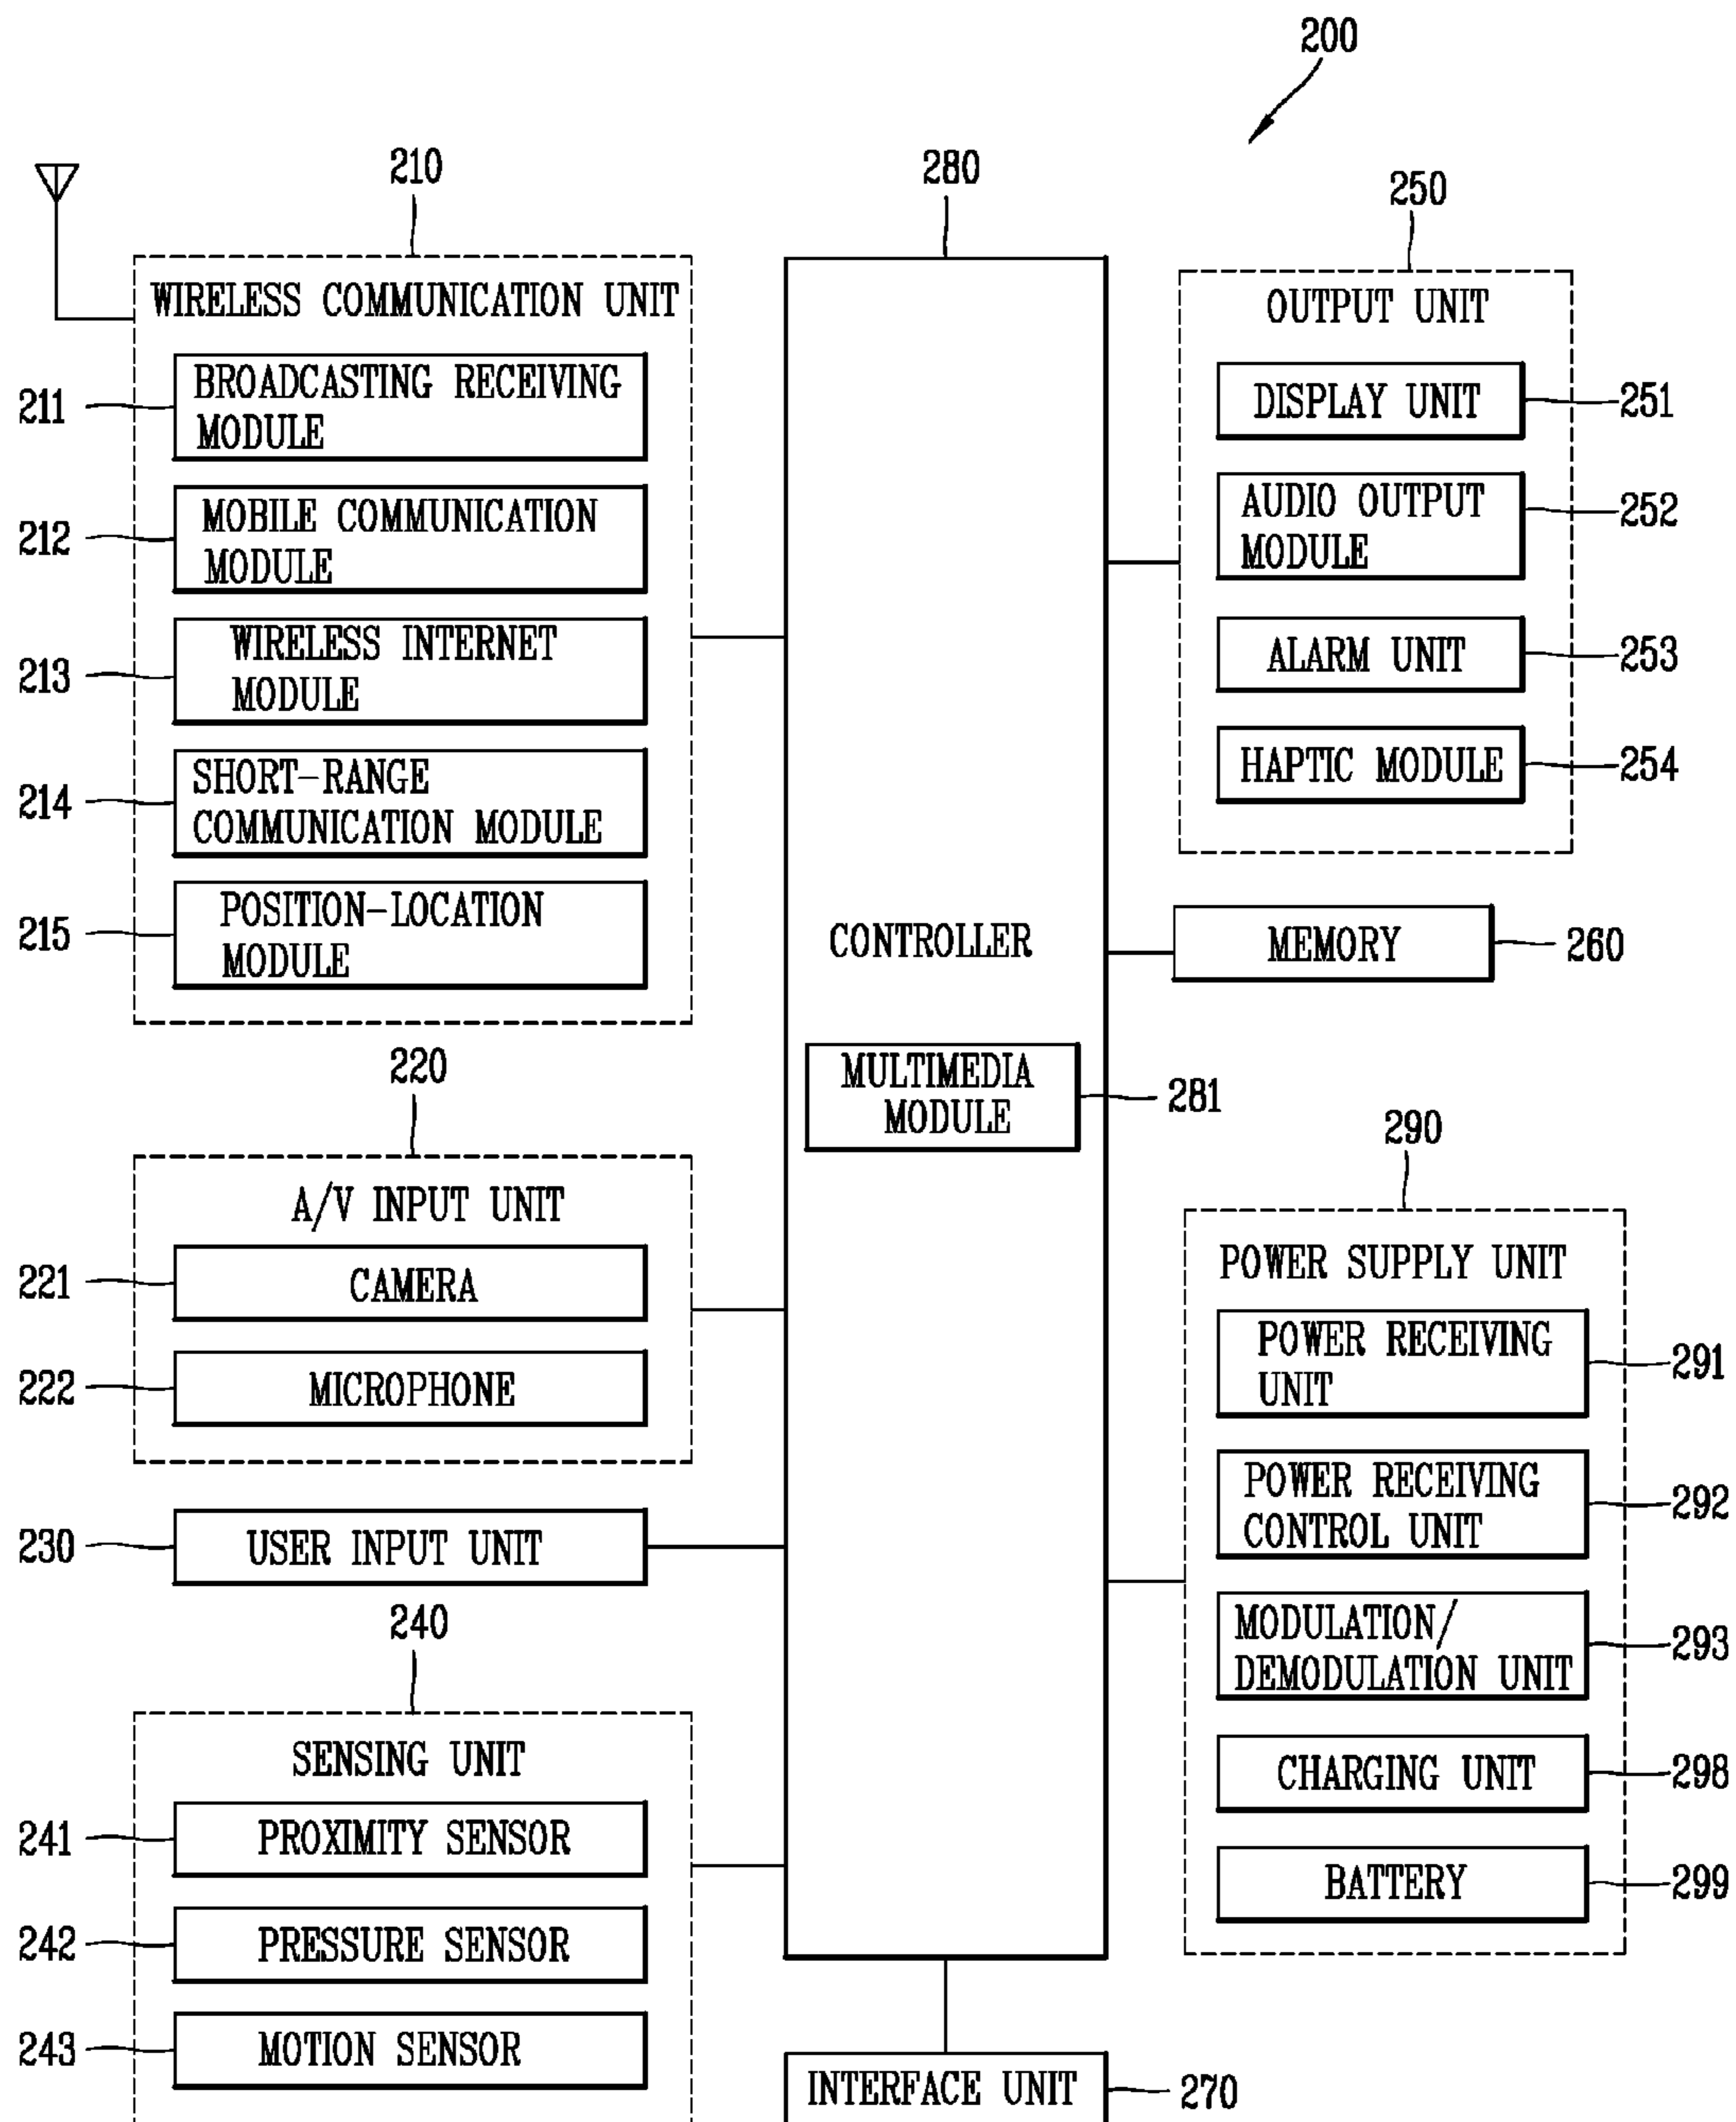 200
210
WIRELESS COMMUNICATION UNIT
211
BROADCASTING RECEIVING
MODULE
212
MOBILE COMMUNICATION
MODULE
213
WIRELESS INTERNET
MODULE
214
SHORT-RANGE
COMMUNICATION MODULE
215
POSITION-LOCATION
MODULE
220
A/V INPUT UNIT
221
CAMERA
222
MICROPHONE
230
USER INPUT UNIT
240
SENSING UNIT
241
PROXIMITY SENSOR
242
PRESSURE SENSOR
243
MOTION SENSOR
280
CONTROLLER
MULTIMEDIA
MODULE
281
INTERFACE UNIT
270
250
OUTPUT UNIT
DISPLAY UNIT
251
AUDIO OUTPUT
MODULE
252
ALARM UNIT
253
HAPTIC MODULE
254
MEMORY
260
290
POWER SUPPLY UNIT
POWER RECEIVING
UNIT
291
POWER RECEIVING
CONTROL UNIT
292
MODULATION/
DEMODULATION UNIT
293
CHARGING UNIT
298
BATTERY
299